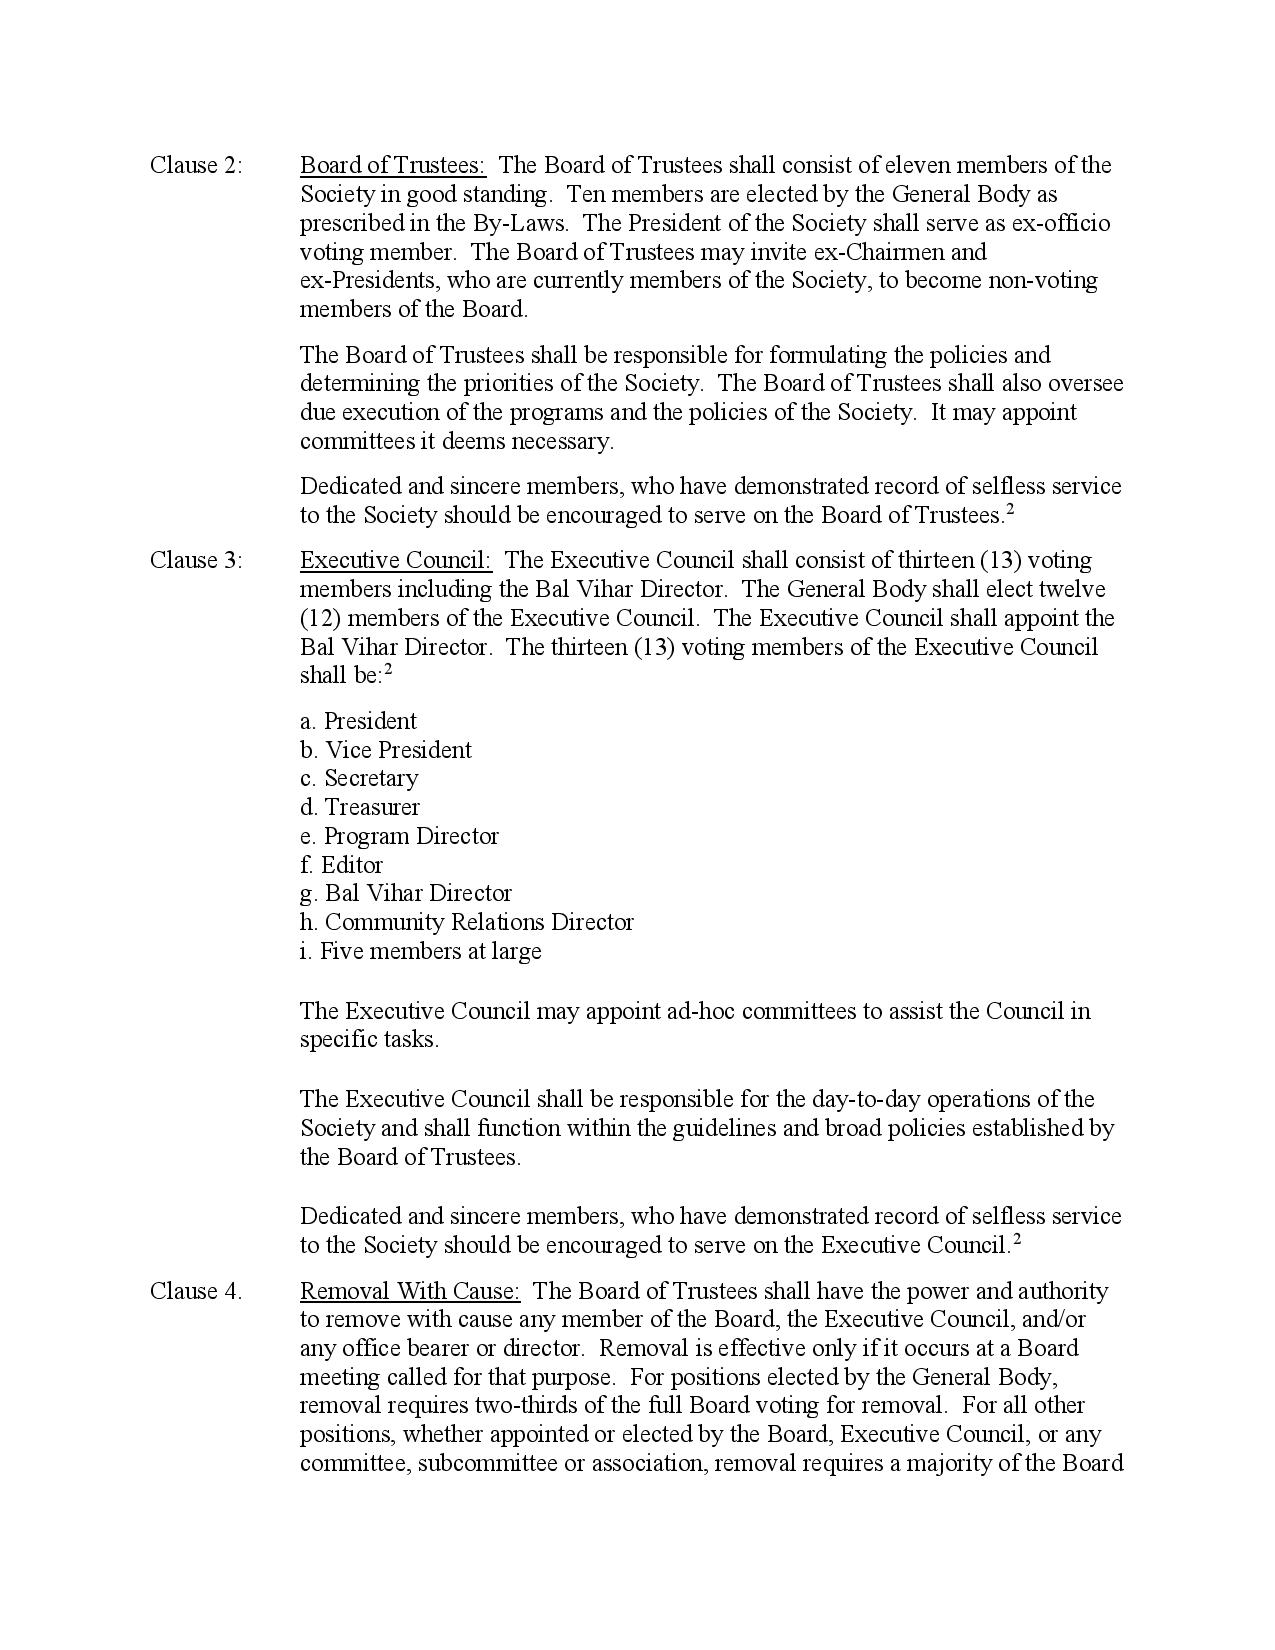 Clause 2: Board of Trustees: The Board of Trustees shall consist of eleven members of the
Society in good standing. Ten members are elected by the General Body as
prescribed in the By-Laws. The President of the Society shall serve as ex-officio
voting member. The Board of Trustees may invite ex-Chairmen and
ex-Presidents, who are currently members of the Society, to become non-voting
members of the Board.
The Board of Trustees shall be responsible for formulating the policies and
determining the priorities of the Society. The Board of Trustees shall also oversee
due execution of the programs and the policies of the Society. It may appoint
committees it deems necessary.
Dedicated and sincere members, who have demonstrated record of selfless service
to the Society should be encouraged to serve on the Board of Trustees.²
Clause 3: Executive Council: The Executive Council shall consist of thirteen (13) voting
members including the Bal Vihar Director. The General Body shall elect twelve
(12) members of the Executive Council. The Executive Council shall appoint the
Bal Vihar Director. The thirteen (13) voting members of the Executive Council
shall be:²
a. President
b. Vice President
c. Secretary
d. Treasurer
e. Program Director
f. Editor
g. Bal Vihar Director
h. Community Relations Director
i. Five members at large
The Executive Council may appoint ad-hoc committees to assist the Council in
specific tasks.
The Executive Council shall be responsible for the day-to-day operations of the
Society and shall function within the guidelines and broad policies established by
the Board of Trustees.
Dedicated and sincere members, who have demonstrated record of selfless service
to the Society should be encouraged to serve on the Executive Council.²
Clause 4. Removal With Cause: The Board of Trustees shall have the power and authority
to remove with cause any member of the Board, the Executive Council, and/or
any office bearer or director. Removal is effective only if it occurs at a Board
meeting called for that purpose. For positions elected by the General Body,
removal requires two-thirds of the full Board voting for removal. For all other
positions, whether appointed or elected by the Board, Executive Council, or any
committee, subcommittee or association, removal requires a majority of the Board